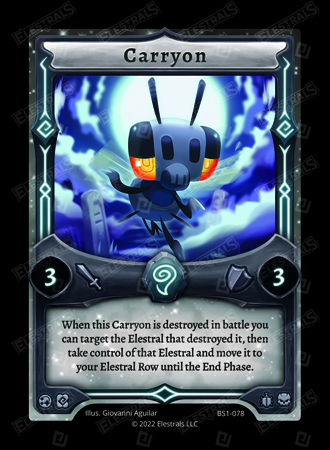 Carryon
3
3
When this Carryon is destroyed in battle you
can target the Elestral that destroyed it, then
take control of that Elestral and move it to
your Elestral Row until the End Phase.
Illus. Giovanni Aguilar
BS1-078
© 2022 Elestrals LLC
ELESTRALS